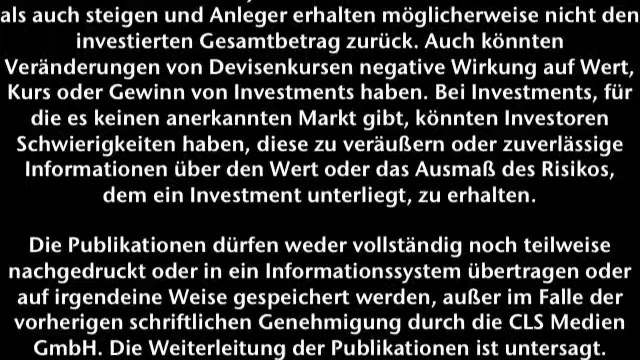 als auch steigen und Anleger erhalten möglicherweise nicht den
investierten Gesamtbetrag zurück. Auch könnten
Veränderungen von Devisenkursen negative Wirkung auf Wert,
Kurs oder Gewinn von Investments haben. Bei Investments, für
die es keinen anerkannten Markt gibt, könnten Investoren
Schwierigkeiten haben, diese zu veräußern oder zuverlässige
Informationen über den Wert oder das Ausmaß des Risikos,
dem ein Investment unterliegt, zu erhalten.
Die Publikationen dürfen weder vollständig noch teilweise
nachgedruckt oder in ein Informationssystem übertragen oder
auf irgendeine Weise gespeichert werden, außer im Falle der
vorherigen schriftlichen Genehmigung durch die CLS Medien
GmbH. Die Weiterleitung der Publikationen ist untersagt.